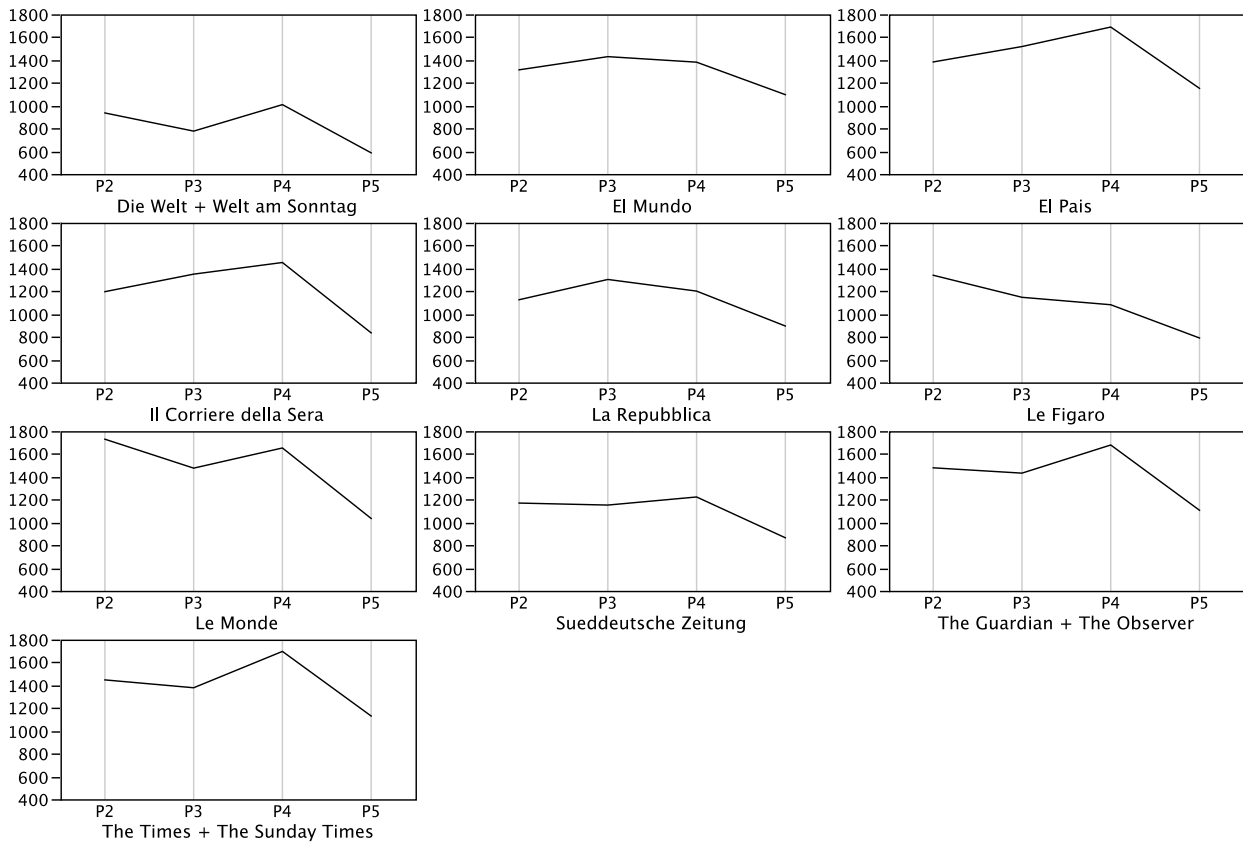 1800 1800 1800
1600 1600 1600
1400 1400 1400
1200 1200 1200
1000 1000 1000
800 800 800
600 600 600
400 400 400
P2 P3 P4 P5 P2 P3 P4 P5 P2 P3 P4 P5
Die Welt + Welt am Sonntag El Mundo El Pais
1800 1800 1800
1600 1600 1600
1400 1400 1400
1200 1200 1200
1000 1000 1000
800 800 800
600 600 600
400 400 400
P2 P3 P4 P5 P2 P3 P4 P5 P2 P3 P4 P5
Il Corriere della Sera La Repubblica Le Figaro
1800 1800 1800
1600 1600 1600
1400 1400 1400
1200 1200 1200
1000 1000 1000
800 800 800
600 600 600
400 400 400
P2 P3 P4 P5 P2 P3 P4 P5 P2 P3 P4 P5
Le Monde Sueddeutsche Zeitung The Guardian + The Observer
1800
1600
1400
1200
1000
800
600
400
P2 P3 P4 P5
The Times + The Sunday Times